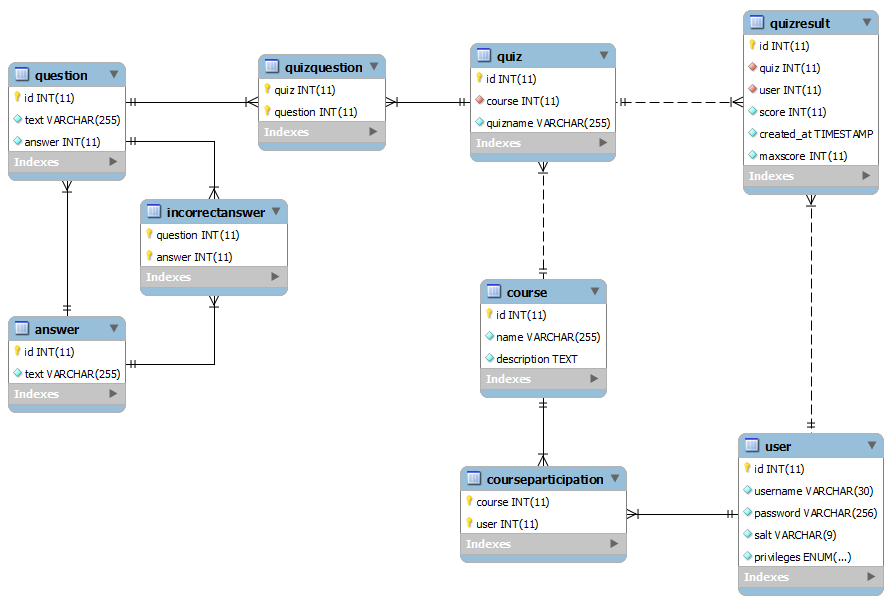 question
id INT(11)
text VARCHAR(255)
answer INT(11)
Indexes
quizquestion
quiz INT(11)
question INT(11)
Indexes
quiz
id INT(11)
course INT(11)
quizname VARCHAR(255)
Indexes
quizresult
id INT(11)
quiz INT(11)
user INT(11)
score INT(11)
created_at TIMESTAMP
maxscore INT(11)
Indexes
incorrectanswer
question INT(11)
answer INT(11)
Indexes
answer
id INT(11)
text VARCHAR(255)
Indexes
course
id INT(11)
name VARCHAR(255)
description TEXT
Indexes
courseparticipation
course INT(11)
user INT(11)
Indexes
user
id INT(11)
username VARCHAR(30)
password VARCHAR(256)
salt VARCHAR(9)
privileges ENUM(...)
Indexes